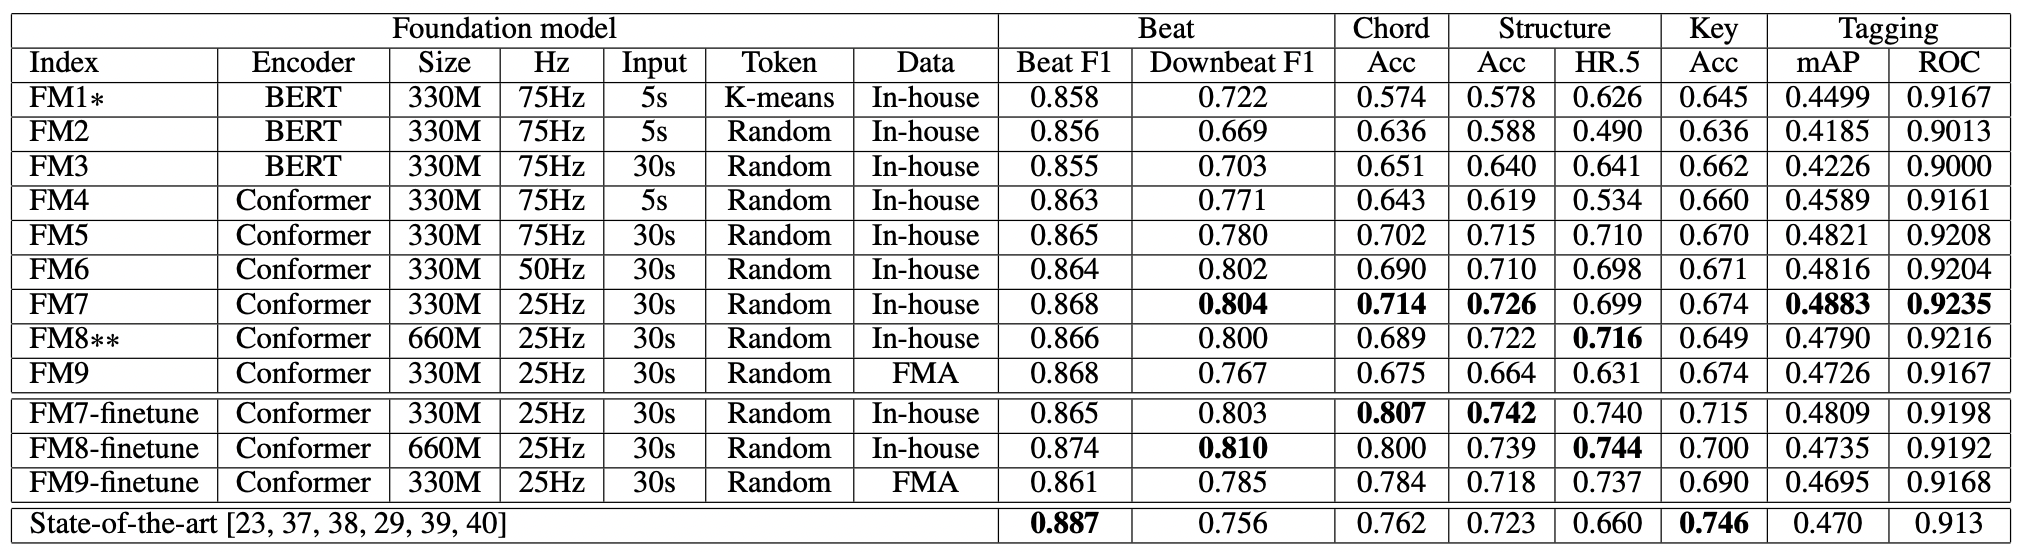 Foundation model Beat Chord Structure Key Tagging
Index Encoder Size Hz Input Token Data Beat F1 Downbeat F1 Acc Acc HR.5 Acc mAP ROC
FM1* BERT 330M 75Hz 5s K-means In-house 0.858 0.722 0.574 0.578 0.626 0.645 0.4499 0.9167
FM2 BERT 330M 75Hz 5s Random In-house 0.856 0.669 0.636 0.588 0.490 0.636 0.4185 0.9013
FM3 BERT 330M 75Hz 30s Random In-house 0.855 0.703 0.651 0.640 0.641 0.662 0.4226 0.9000
FM4 Conformer 330M 75Hz 5s Random In-house 0.863 0.771 0.643 0.619 0.534 0.660 0.4589 0.9161
FM5 Conformer 330M 75Hz 30s Random In-house 0.865 0.780 0.702 0.715 0.710 0.670 0.4821 0.9208
FM6 Conformer 330M 50Hz 30s Random In-house 0.864 0.802 0.690 0.710 0.698 0.671 0.4816 0.9204
FM7 Conformer 330M 25Hz 30s Random In-house 0.868 0.804 0.714 0.726 0.699 0.674 0.4883 0.9235
FM8** Conformer 660M 25Hz 30s Random In-house 0.866 0.800 0.689 0.722 0.716 0.649 0.4790 0.9216
FM9 Conformer 330M 25Hz 30s Random FMA 0.868 0.767 0.675 0.664 0.631 0.674 0.4726 0.9167
FM7-finetune Conformer 330M 25Hz 30s Random In-house 0.865 0.803 0.807 0.742 0.740 0.715 0.4809 0.9198
FM8-finetune Conformer 660M 25Hz 30s Random In-house 0.874 0.810 0.800 0.739 0.744 0.700 0.4735 0.9192
FM9-finetune Conformer 330M 25Hz 30s Random FMA 0.861 0.785 0.784 0.718 0.737 0.690 0.4695 0.9168
State-of-the-art [23, 37, 38, 29, 39, 40] 0.887 0.756 0.762 0.723 0.660 0.746 0.470 0.913